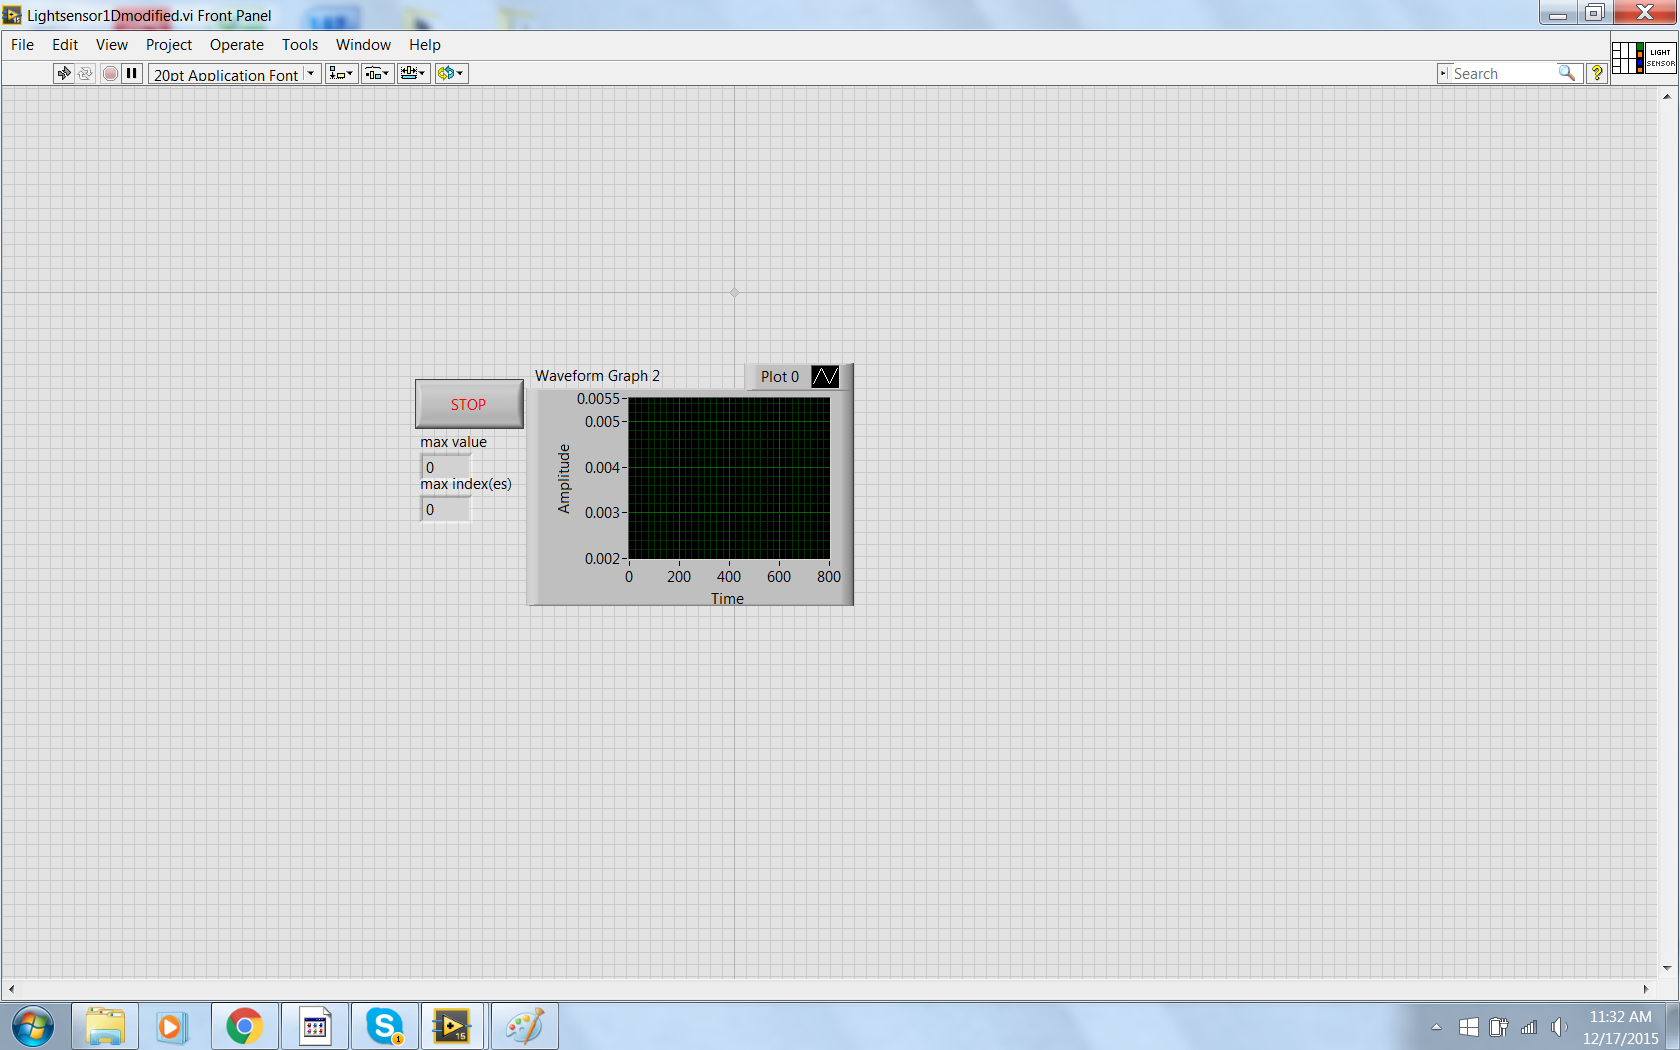 Lightsensor1Dmodified.vi Front Panel
File Edit View Project Operate Tools Window Help
20pt Application Font
Search
?
LIGHT
SENSOR
Waveform Graph 2
Plot 0
STOP
max value
0
max index(es)
0
Amplitude
0.0055
0.005
0.004
0.003
0.002
0 200 400 600 800
Time
1
15
11:32 AM
12/17/2015